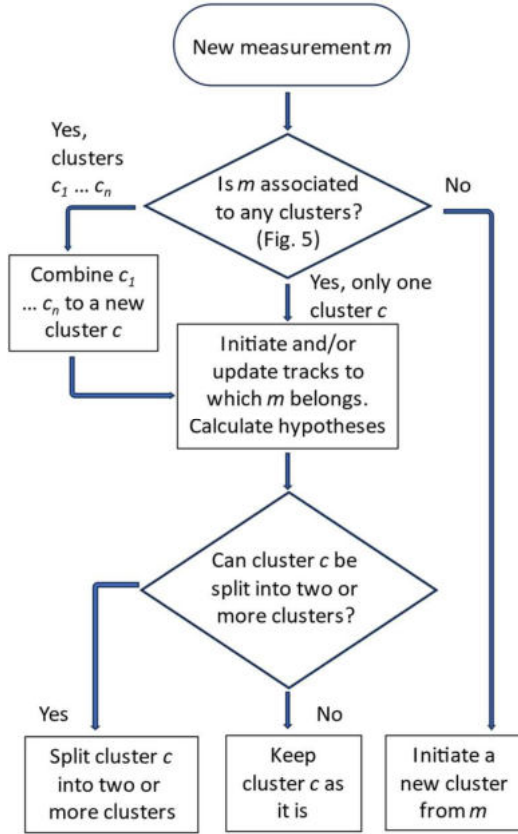 New measurement m
Yes,
clusters
c₁ ... cₙ
Is m associated
to any clusters?
(Fig. 5)
No
Combine c₁
... cₙ to a new
cluster c
Yes, only one
cluster c
Initiate and/or
update tracks to
which m belongs.
Calculate hypotheses
Can cluster c be
split into two or
more clusters?
Yes
No
Split cluster c
into two or
more clusters
Keep
cluster c as
it is
Initiate a
new cluster
from m